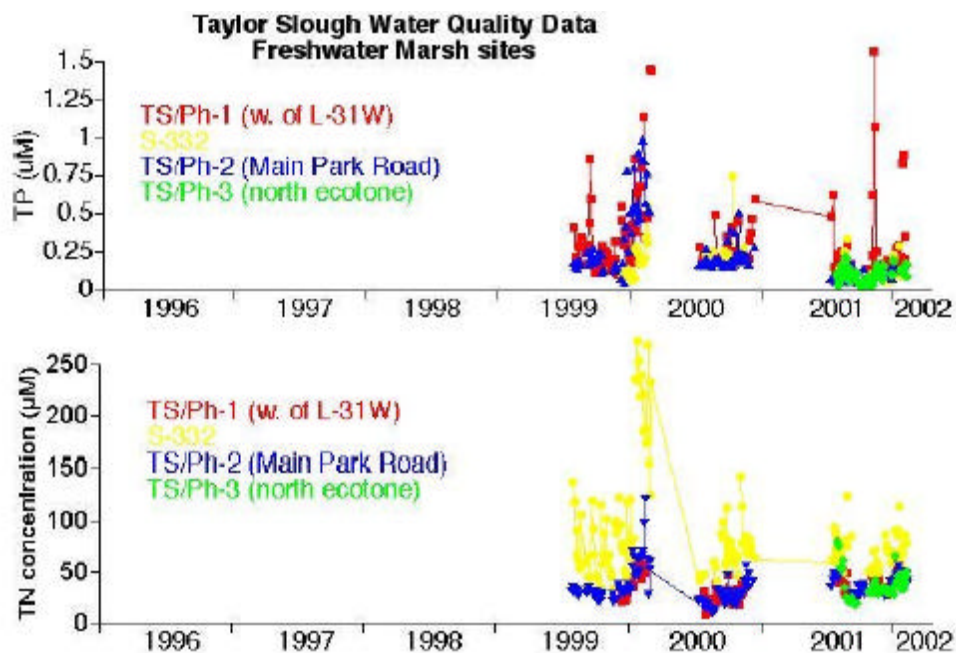 Taylor Slough Water Quality Data
Freshwater Marsh sites
1.5
1.25
1
0.75
0.5
0.25
0
TP (uM)
TS/Ph-1 (w. of L-31W)
S-332
TS/Ph-2 (Main Park Road)
TS/Ph-3 (north ecotone)
1996 1997 1998 1999 2000 2001 2002
250
200
150
100
50
0
TN concentration (µM)
TS/Ph-1 (w. of L-31W)
S-332
TS/Ph-2 (Main Park Road)
TS/Ph-3 (north ecotone)
1996 1997 1998 1999 2000 2001 2002